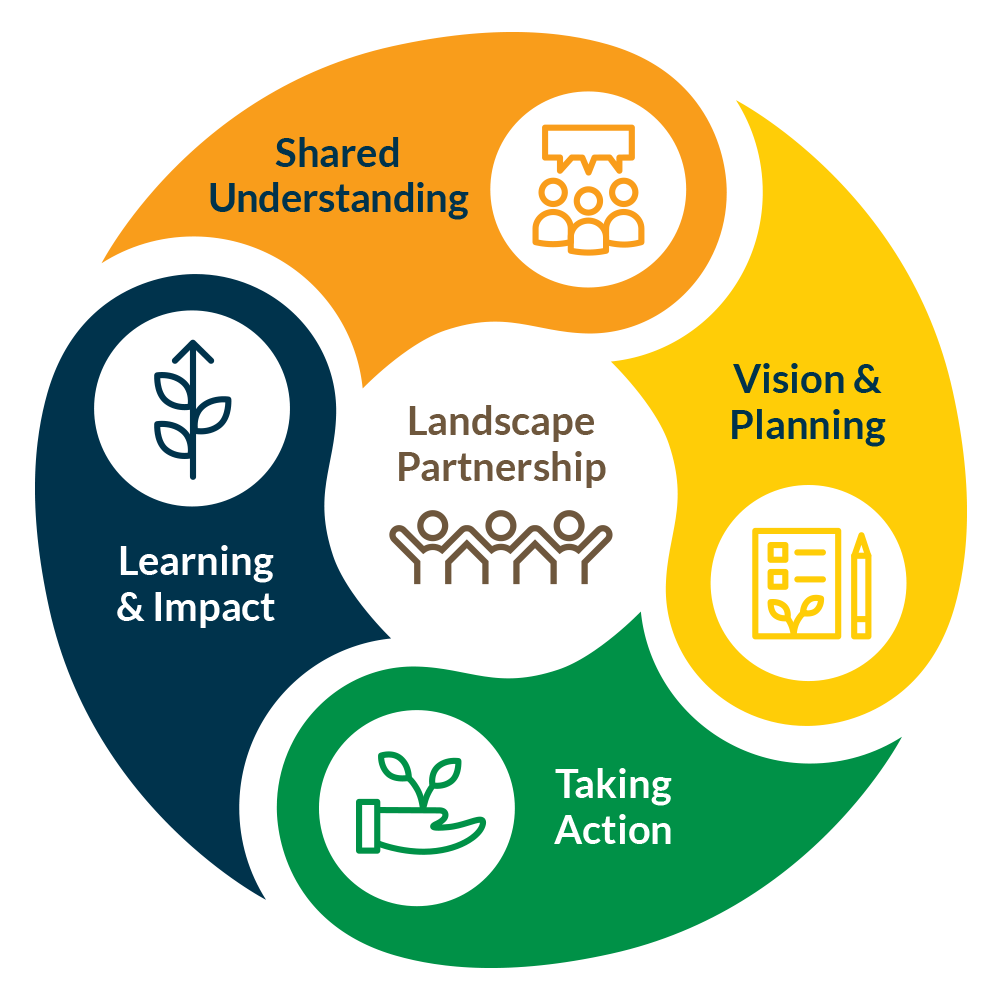 Shared
Understanding
Vision &
Planning
Landscape
Partnership
Learning
& Impact
Taking
Action